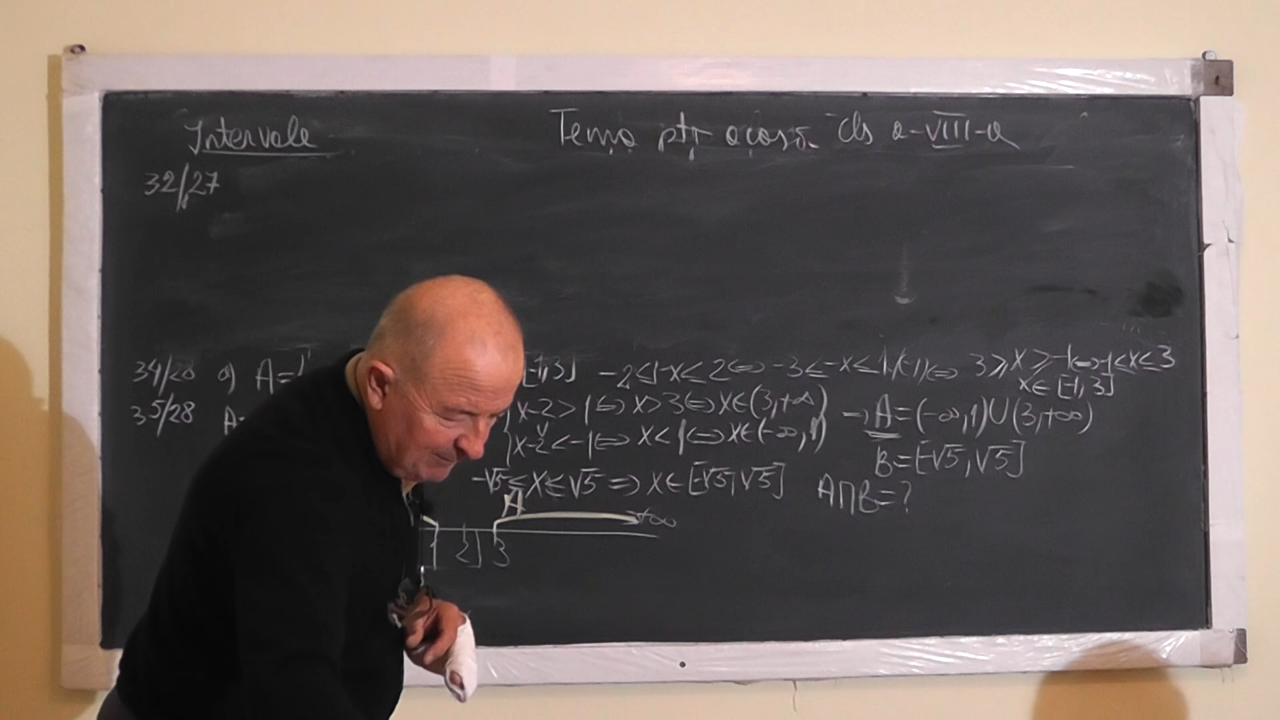 Intervale
Tema ptr acasă cls a-VIII-a
32/27
34/28 a) A= [-1,3] -2≤1-x≤2⇔ -3≤-x≤1/(-1)⇔ 3≥x≥-1⇔-1≤x≤3
x∈[-1,3]
35/28 A= x-2>1⇔x>3⇔x∈(3,+∞) ⇒A=(-∞,1)∪(3,+∞)
x-2<-1⇔x<1⇔x∈(-∞,1)
B=[-√5,√5]
-√5≤x≤√5⇒x∈[-√5,√5] A∩B=?
A +∞
1 2 ] 3